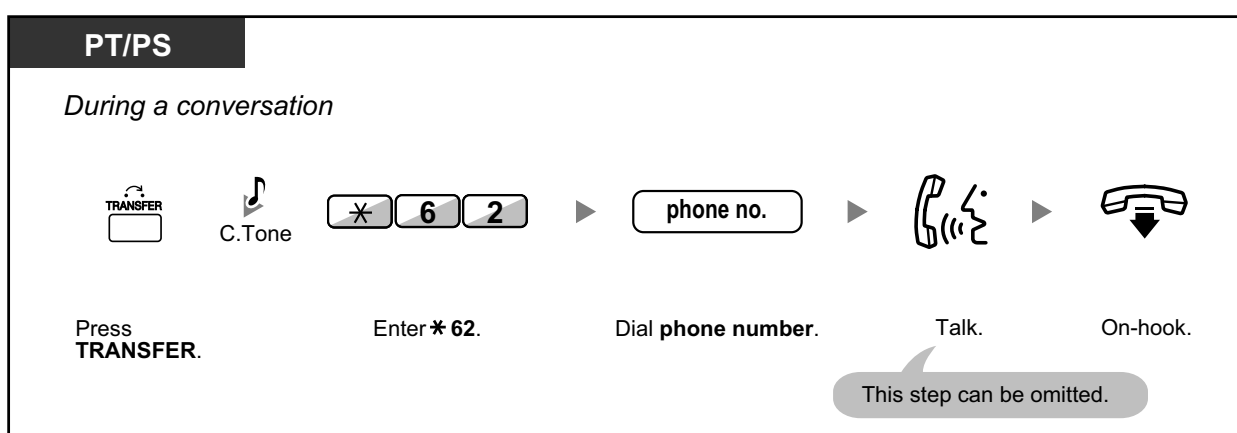 PT/PS
During a conversation
TRANSFER
C.Tone
* 6 2
phone no.
Press
TRANSFER.
Enter * 62.
Dial phone number.
Talk.
On-hook.
This step can be omitted.